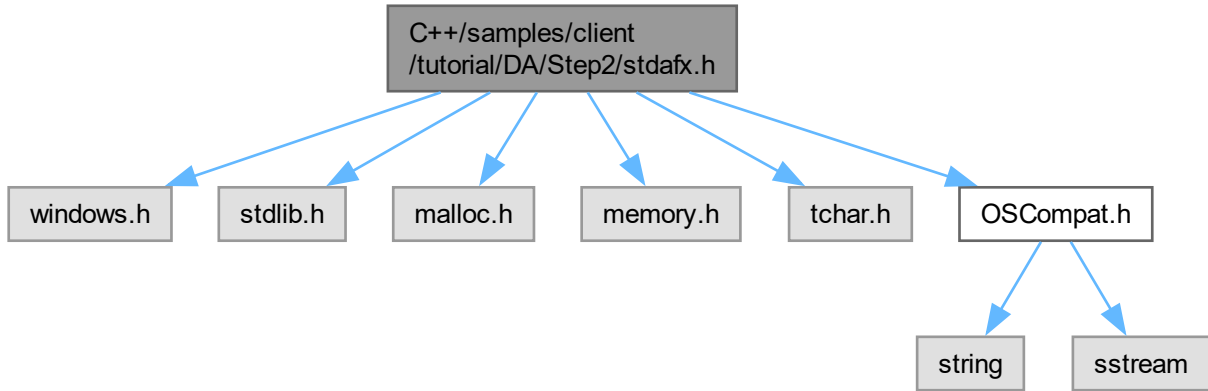 C++/samples/client
/tutorial/DA/Step2/stdafx.h
windows.h
stdlib.h
malloc.h
memory.h
tchar.h
OSCompat.h
string
sstream